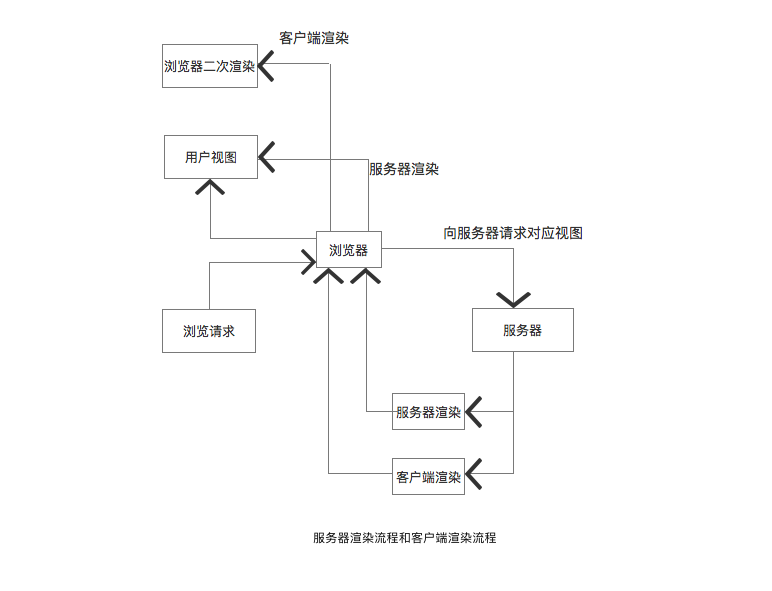 客户端渲染
浏览器二次渲染
用户视图
服务器渲染
向服务器请求对应视图
浏览器
浏览请求
服务器
服务器渲染
客户端渲染
服务器渲染流程和客户端渲染流程